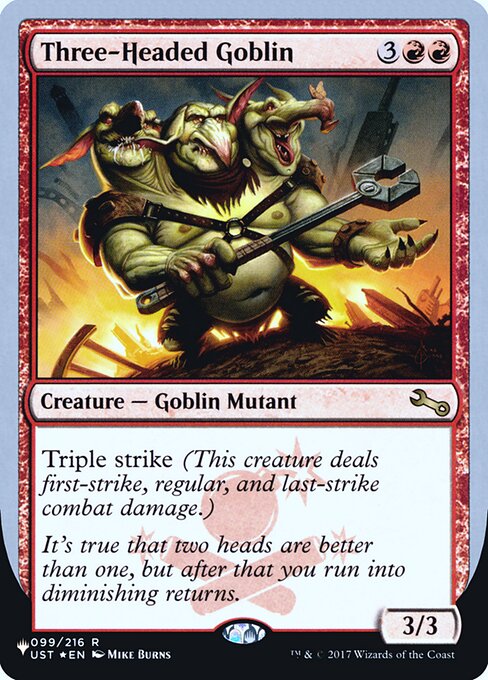 Three-Headed Goblin 3
Creature — Goblin Mutant
Triple strike (This creature deals
first-strike, regular, and last-strike
combat damage.)
It's true that two heads are better
than one, but after that you run into
diminishing returns.
3/3
099/216 R
UST ★ EN Mike Burns
™ & © 2017 Wizards of the Coast